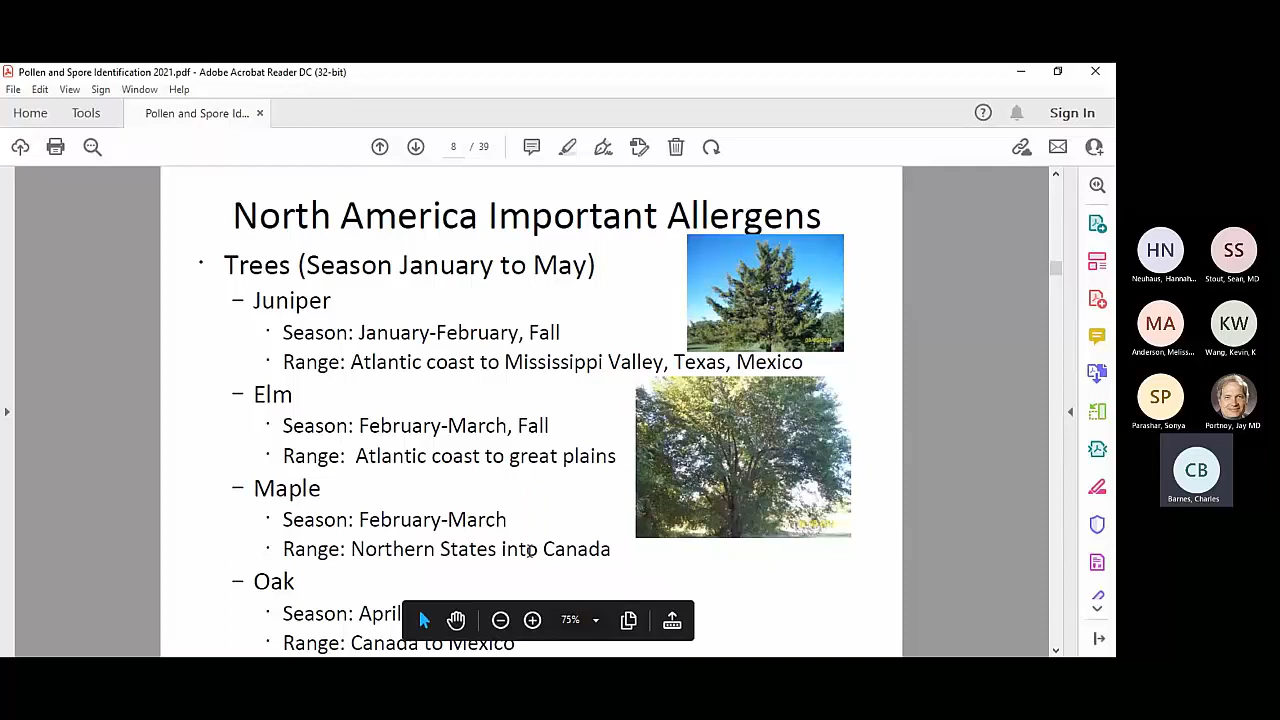 Pollen and Spore Identification 2021.pdf - Adobe Acrobat Reader DC (32-bit)
File Edit View Sign Window Help
Home Tools Pollen and Spore Id... × Sign In
8 / 39
North America Important Allergens
· Trees (Season January to May)
– Juniper
· Season: January-February, Fall
· Range: Atlantic coast to Mississippi Valley, Texas, Mexico
– Elm
· Season: February-March, Fall
· Range: Atlantic coast to great plains
– Maple
· Season: February-March
· Range: Northern States into Canada
– Oak
· Season: April
· Range: Canada to Mexico
75%
HN SS
Neuhaus, Hannah... Stout, Sean, MD
MA KW
Anderson, Meliss... Wang, Kevin, K
SP
Parashar, Sonya Portnoy, Jay MD
CB
Barnes, Charles